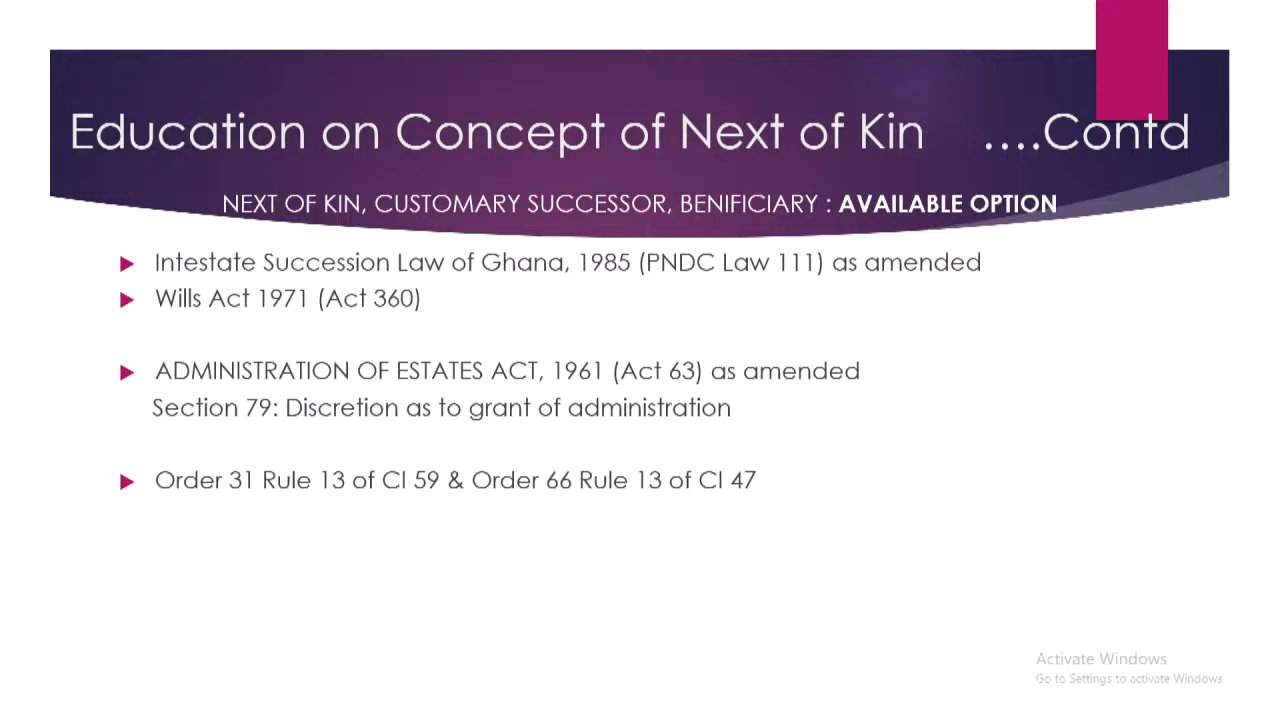 Education on Concept of Next of Kin ....Contd
NEXT OF KIN, CUSTOMARY SUCCESSOR, BENIFICIARY : AVAILABLE OPTION
Intestate Succession Law of Ghana, 1985 (PNDC Law 111) as amended
Wills Act 1971 (Act 360)
ADMINISTRATION OF ESTATES ACT, 1961 (Act 63) as amended
Section 79: Discretion as to grant of administration
Order 31 Rule 13 of CI 59 & Order 66 Rule 13 of CI 47
Activate Windows
Go to Settings to activate Windows